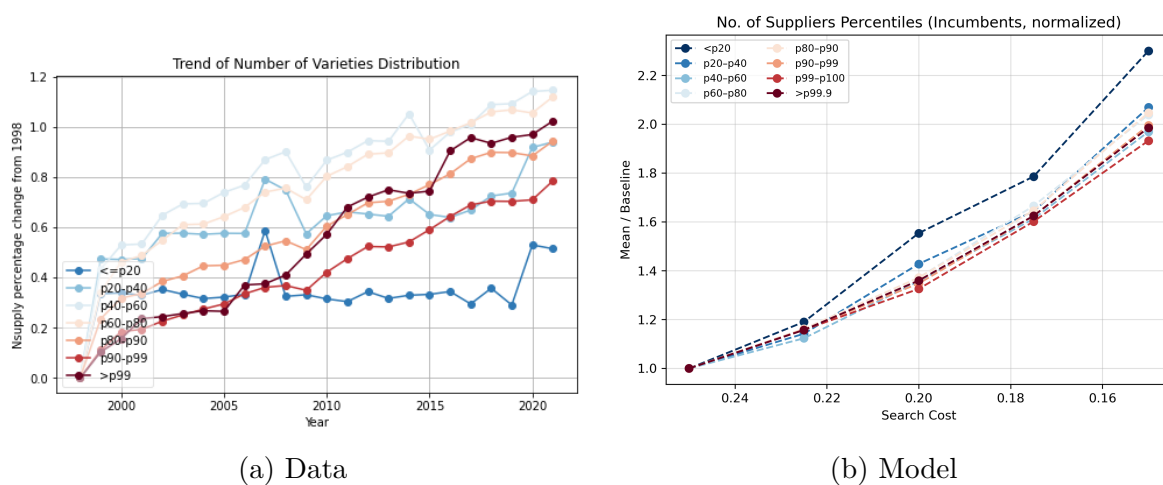 Trend of Number of Varieties Distribution
Nsupply percentage change from 1998
1.2
1.0
0.8
0.6
0.4
0.2
0.0
<=p20
p20-p40
p40-p60
p60-p80
p80-p90
p90-p99
>p99
2000
2005
2010
2015
2020
Year
(a) Data
No. of Suppliers Percentiles (Incumbents, normalized)
Mean / Baseline
2.2
2.0
1.8
1.6
1.4
1.2
1.0
<p20
p20–p40
p40–p60
p60–p80
p80–p90
p90–p99
p99–p100
>p99.9
0.24
0.22
0.20
0.18
0.16
Search Cost
(b) Model